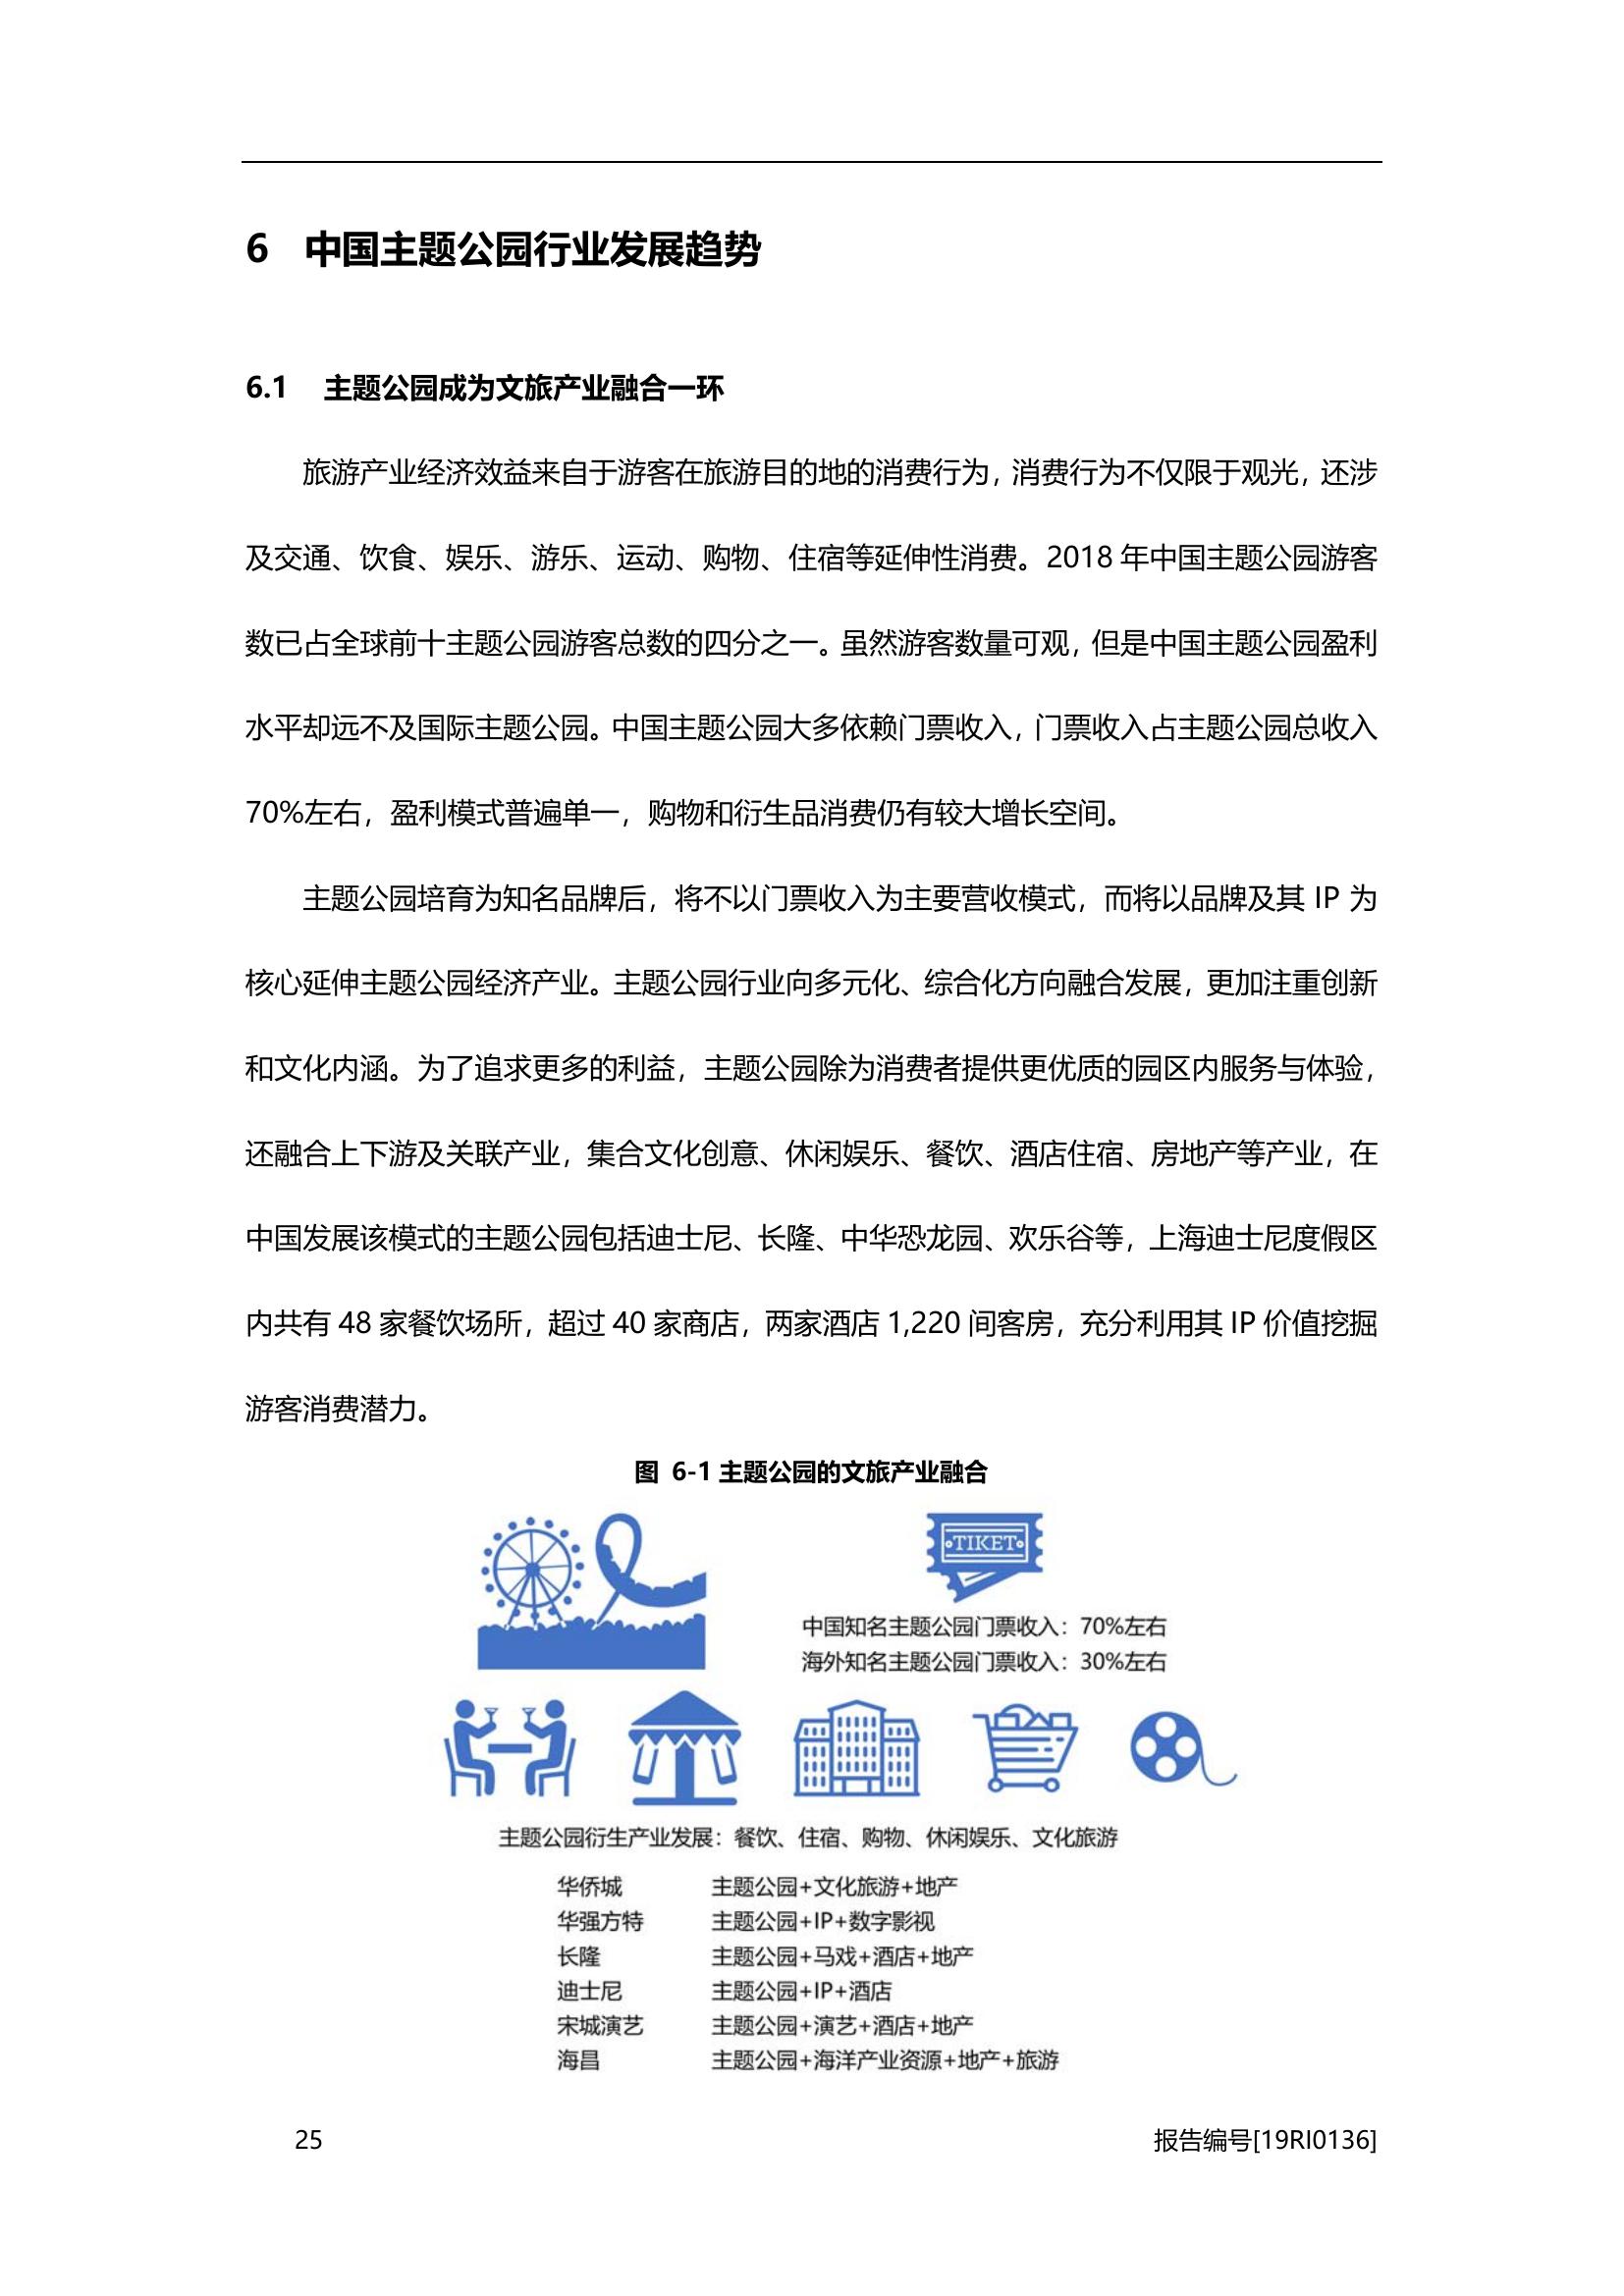 6 中国主题公园行业发展趋势
6.1 主题公园成为文旅产业融合一环
旅游产业经济效益来自于游客在旅游目的地的消费行为，消费行为不仅限于观光，还涉
及交通、饮食、娱乐、游乐、运动、购物、住宿等延伸性消费。2018 年中国主题公园游客
数已占全球前十主题公园游客总数的四分之一。虽然游客数量可观，但是中国主题公园盈利
水平却远不及国际主题公园。中国主题公园大多依赖门票收入，门票收入占主题公园总收入
70%左右，盈利模式普遍单一，购物和衍生品消费仍有较大增长空间。
主题公园培育为知名品牌后，将不以门票收入为主要营收模式，而将以品牌及其 IP 为
核心延伸主题公园经济产业。主题公园行业向多元化、综合化方向融合发展，更加注重创新
和文化内涵。为了追求更多的利益，主题公园除为消费者提供更优质的园区内服务与体验，
还融合上下游及关联产业，集合文化创意、休闲娱乐、餐饮、酒店住宿、房地产等产业，在
中国发展该模式的主题公园包括迪士尼、长隆、中华恐龙园、欢乐谷等，上海迪士尼度假区
内共有 48 家餐饮场所，超过 40 家商店，两家酒店 1,220 间客房，充分利用其 IP 价值挖掘
游客消费潜力。
图 6-1 主题公园的文旅产业融合
TIKET
中国知名主题公园门票收入：70%左右
海外知名主题公园门票收入：30%左右
主题公园衍生产业发展：餐饮、住宿、购物、休闲娱乐、文化旅游
华侨城 主题公园+文化旅游+地产
华强方特 主题公园+IP+数字影视
长隆 主题公园+马戏+酒店+地产
迪士尼 主题公园+IP+酒店
宋城演艺 主题公园+演艺+酒店+地产
海昌 主题公园+海洋产业资源+地产+旅游
25 报告编号[19RI0136]